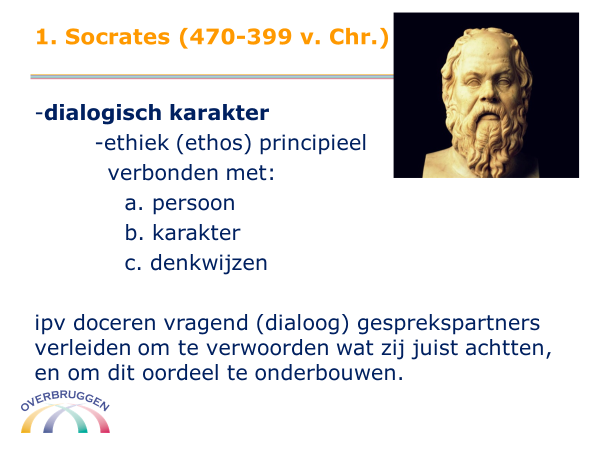 1. Socrates (470-399 v. Chr.)
-dialogisch karakter
-ethiek (ethos) principieel
verbonden met:
a. persoon
b. karakter
c. denkwijzen
ipv doceren vragend (dialoog) gesprekspartners
verleiden om te verwoorden wat zij juist achtten,
en om dit oordeel te onderbouwen.
OVERBRUGGEN